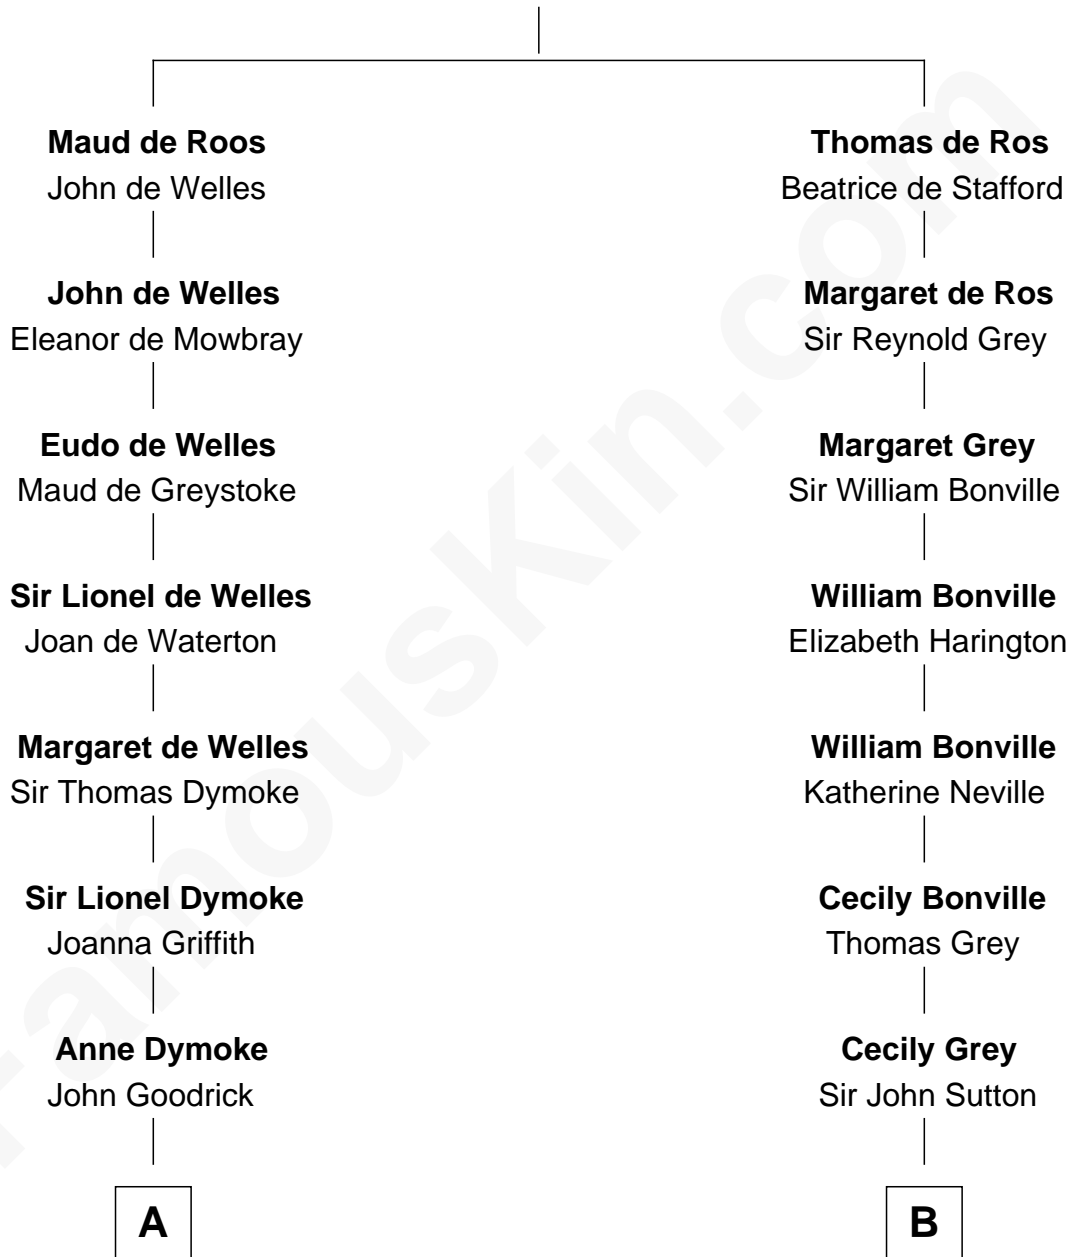 Maud de Roos
John de Welles
John de Welles
Eleanor de Mowbray
Eudo de Welles
Maud de Greystoke
Sir Lionel de Welles
Joan de Waterton
Margaret de Welles
Sir Thomas Dymoke
Sir Lionel Dymoke
Joanna Griffith
Anne Dymoke
John Goodrick
A
Thomas de Ros
Beatrice de Stafford
Margaret de Ros
Sir Reynold Grey
Margaret Grey
Sir William Bonville
William Bonville
Elizabeth Harington
William Bonville
Katherine Neville
Cecily Bonville
Thomas Grey
Cecily Grey
Sir John Sutton
B
FamousKin.com